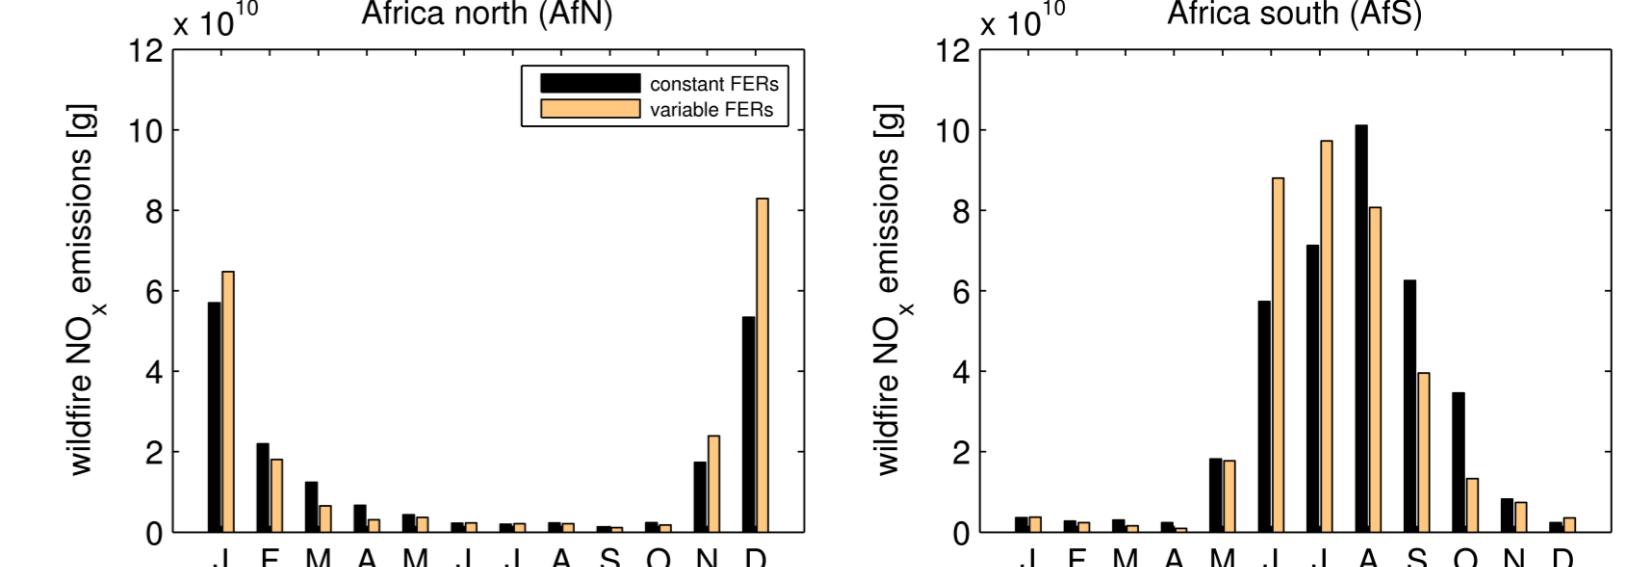 Africa north (AfN)
x 10^10
12
10
8
6
4
2
0
wildfire NOx emissions [g]
constant FERs
variable FERs
J F M A M J J A S O N D
Africa south (AfS)
x 10^10
12
10
8
6
4
2
0
wildfire NOx emissions [g]
J F M A M J J A S O N D